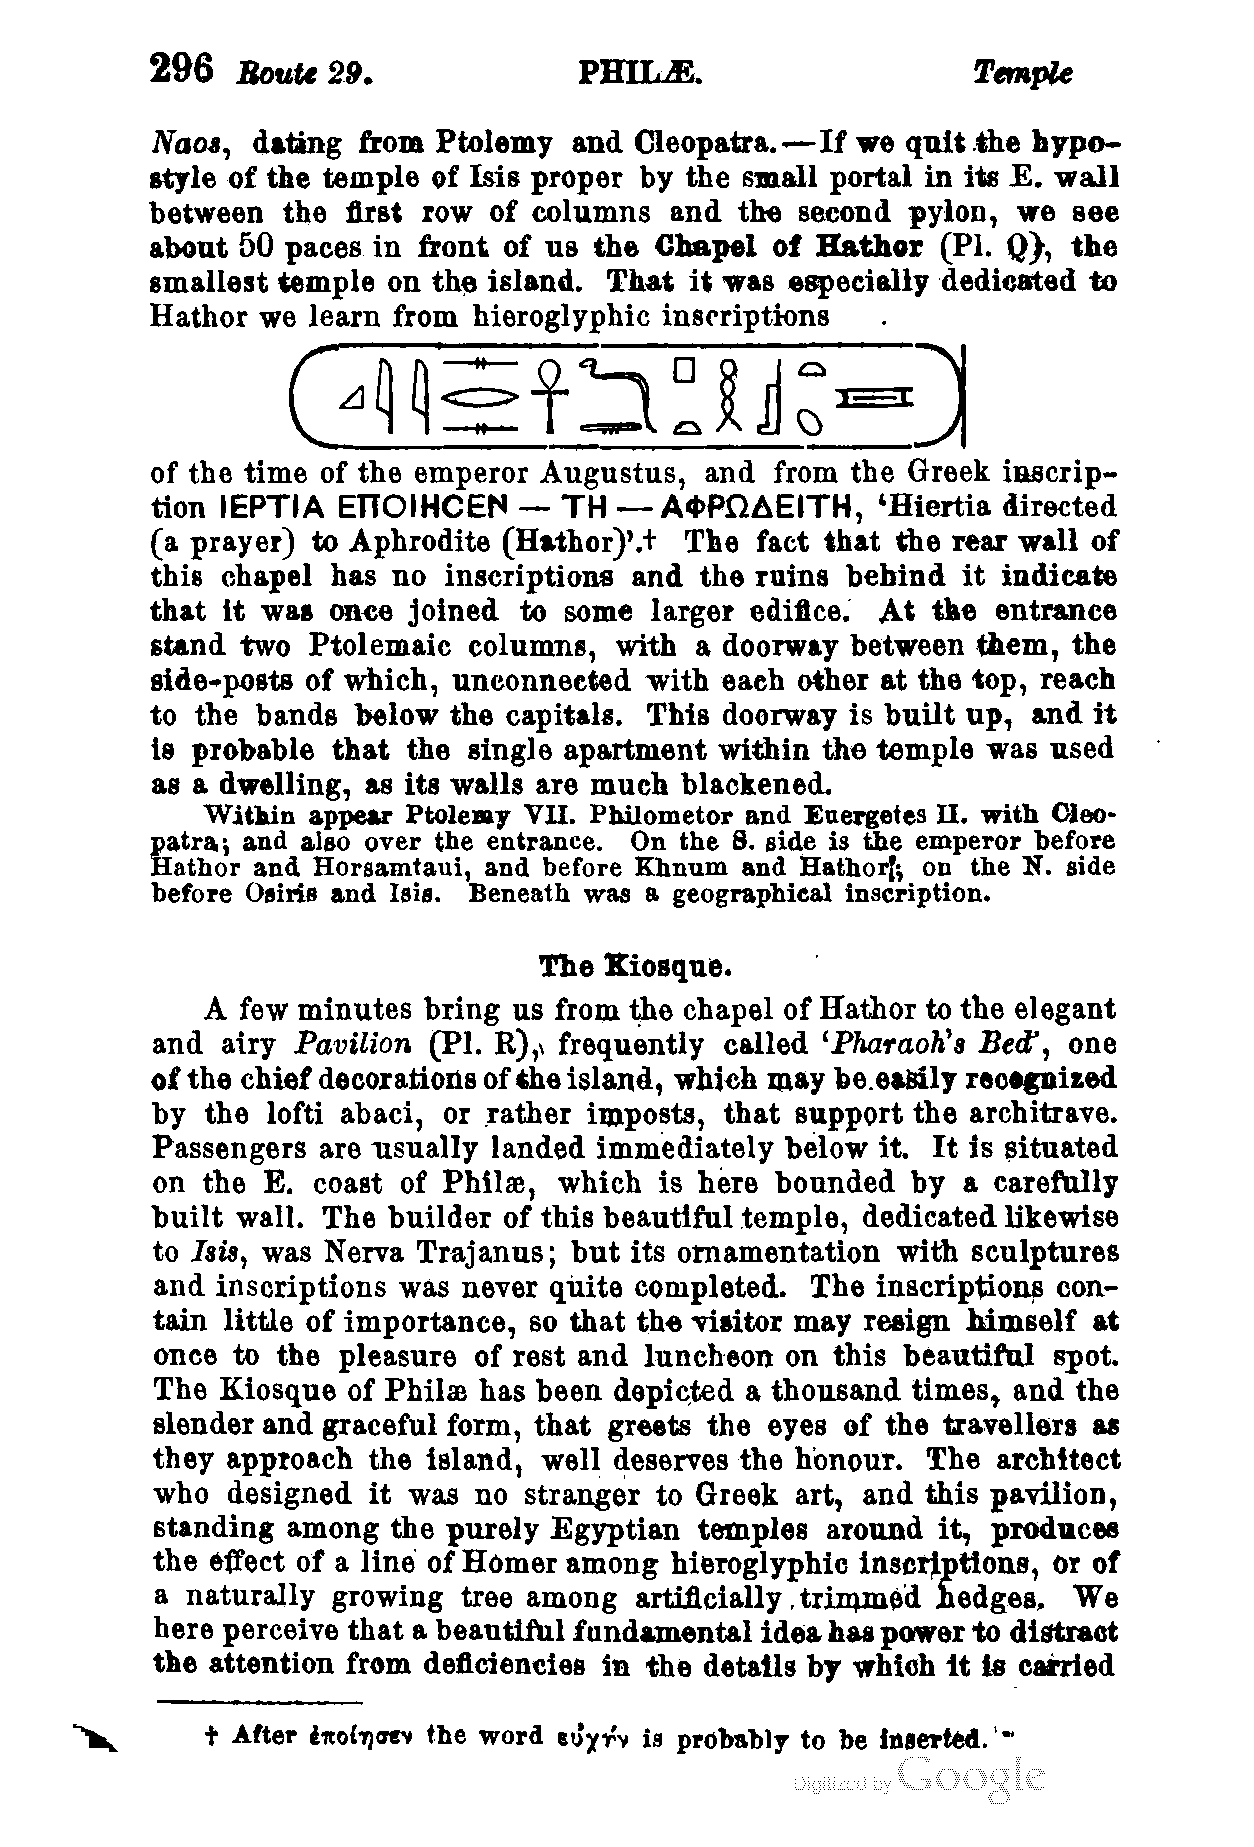 296 Route 29. PHILÆ. Temple
Naos, dating from Ptolemy and Cleopatra.—If we quit the hypo-
style of the temple of Isis proper by the small portal in its E. wall
between the first row of columns and the second pylon, we see
about 50 paces in front of us the Chapel of Hathor (Pl. Q), the
smallest temple on the island. That it was especially dedicated to
Hathor we learn from hieroglyphic inscriptions
of the time of the emperor Augustus, and from the Greek inscrip-
tion ΙΕΡΤΙΑ ΕΠΟΙΗCΕΝ — ΤΗ — ΑΦΡΩΔΕΙΤΗ, ‘Hiertia directed
(a prayer) to Aphrodite (Hathor)’.† The fact that the rear wall of
this chapel has no inscriptions and the ruins behind it indicate
that it was once joined to some larger edifice. At the entrance
stand two Ptolemaic columns, with a doorway between them, the
side-posts of which, unconnected with each other at the top, reach
to the bands below the capitals. This doorway is built up, and it
is probable that the single apartment within the temple was used
as a dwelling, as its walls are much blackened.
Within appear Ptolemy VII. Philometor and Euergetes II. with Cleo-
patra; and also over the entrance. On the S. side is the emperor before
Hathor and Horsamtaui, and before Khnum and Hathor; on the N. side
before Osiris and Isis. Beneath was a geographical inscription.
The Kiosque.
A few minutes bring us from the chapel of Hathor to the elegant
and airy Pavilion (Pl. R), frequently called ‘Pharaoh's Bed’, one
of the chief decorations of the island, which may be easily recognized
by the lofti abaci, or rather imposts, that support the architrave.
Passengers are usually landed immediately below it. It is situated
on the E. coast of Philæ, which is here bounded by a carefully
built wall. The builder of this beautiful temple, dedicated likewise
to Isis, was Nerva Trajanus; but its ornamentation with sculptures
and inscriptions was never quite completed. The inscriptions con-
tain little of importance, so that the visitor may resign himself at
once to the pleasure of rest and luncheon on this beautiful spot.
The Kiosque of Philæ has been depicted a thousand times, and the
slender and graceful form, that greets the eyes of the travellers as
they approach the island, well deserves the honour. The architect
who designed it was no stranger to Greek art, and this pavilion,
standing among the purely Egyptian temples around it, produces
the effect of a line of Homer among hieroglyphic inscriptions, or of
a naturally growing tree among artificially trimmed hedges. We
here perceive that a beautiful fundamental idea has power to distract
the attention from deficiencies in the details by which it is carried
† After ἐποίησεν the word εὐχήν is probably to be inserted.
Digitized by Google